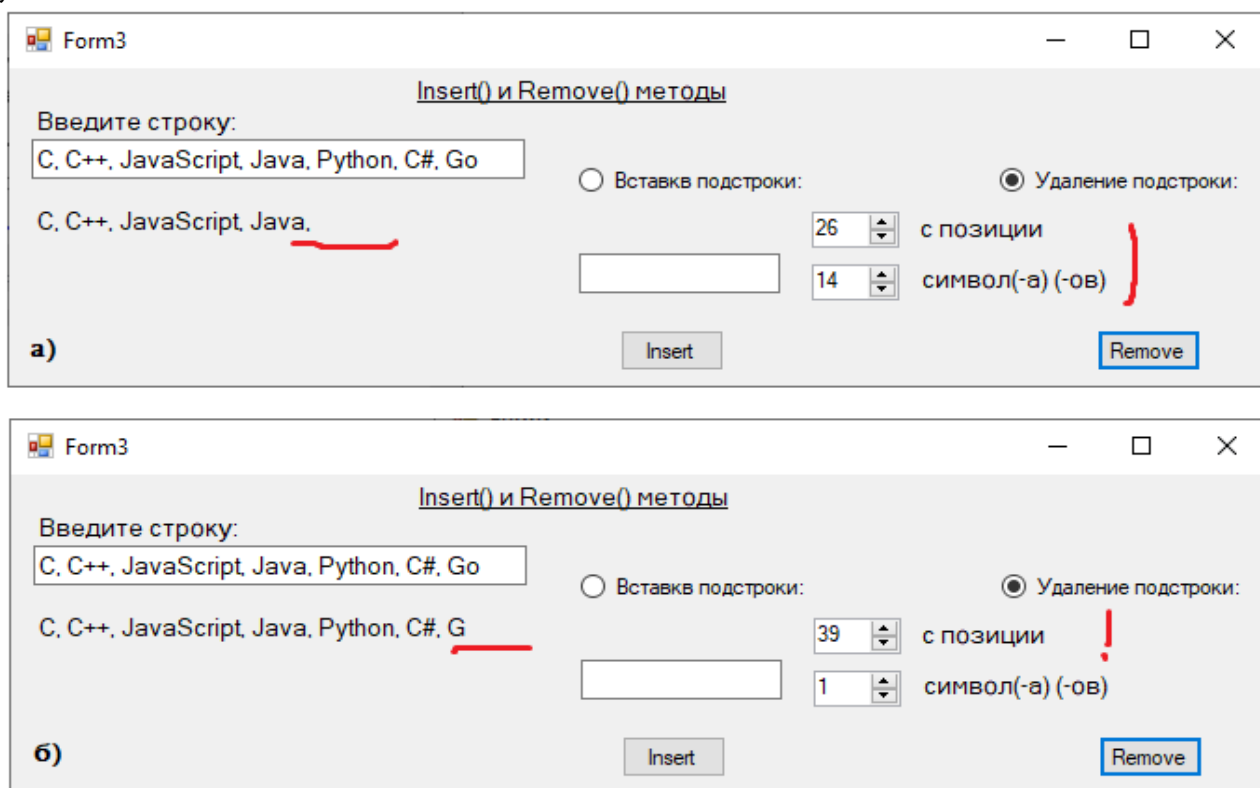 Form3
Insert() и Remove() методы
Введите строку:
C, C++, JavaScript, Java, Python, C#, Go
Вставкв подстроки:
Удаление подстроки:
C, C++, JavaScript, Java,
26 с позиции
14 символ(-а) (-ов)
а)
Insert
Remove
Form3
Insert() и Remove() методы
Введите строку:
C, C++, JavaScript, Java, Python, C#, Go
Вставкв подстроки:
Удаление подстроки:
C, C++, JavaScript, Java, Python, C#, G
39 с позиции
!
1 символ(-а) (-ов)
б)
Insert
Remove